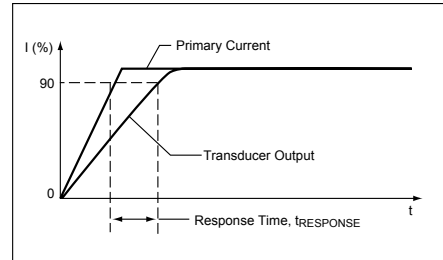 I (%)
Primary Current
90
Transducer Output
0
t
Response Time, tRESPONSE